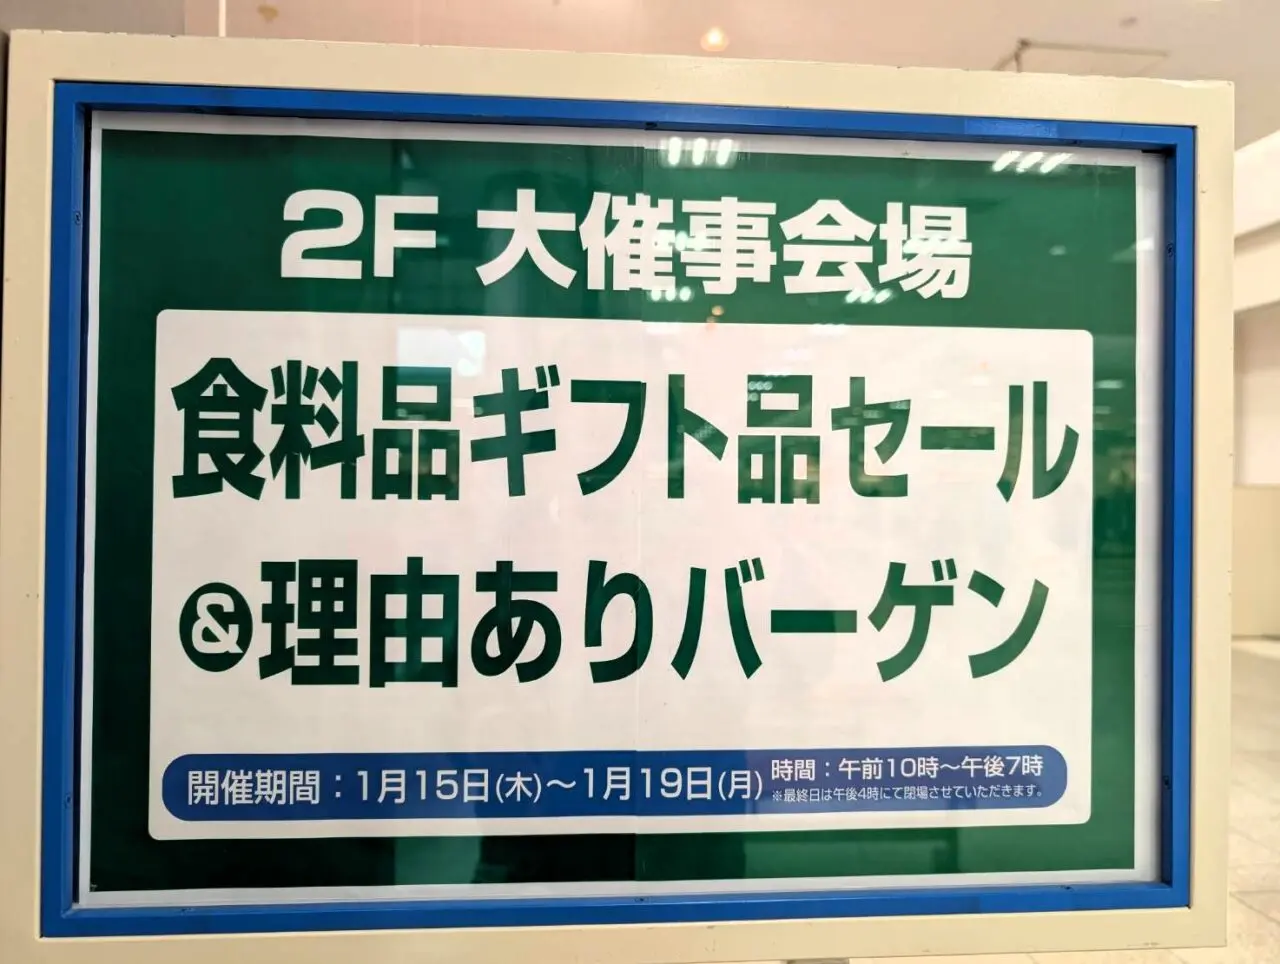 2F 大催事会場
食料品ギフト品セール
&理由ありバーゲン
開催期間：1月15日(木)～1月19日(月) 時間：午前10時～午後7時
※最終日は午後4時にて閉場させていただきます。